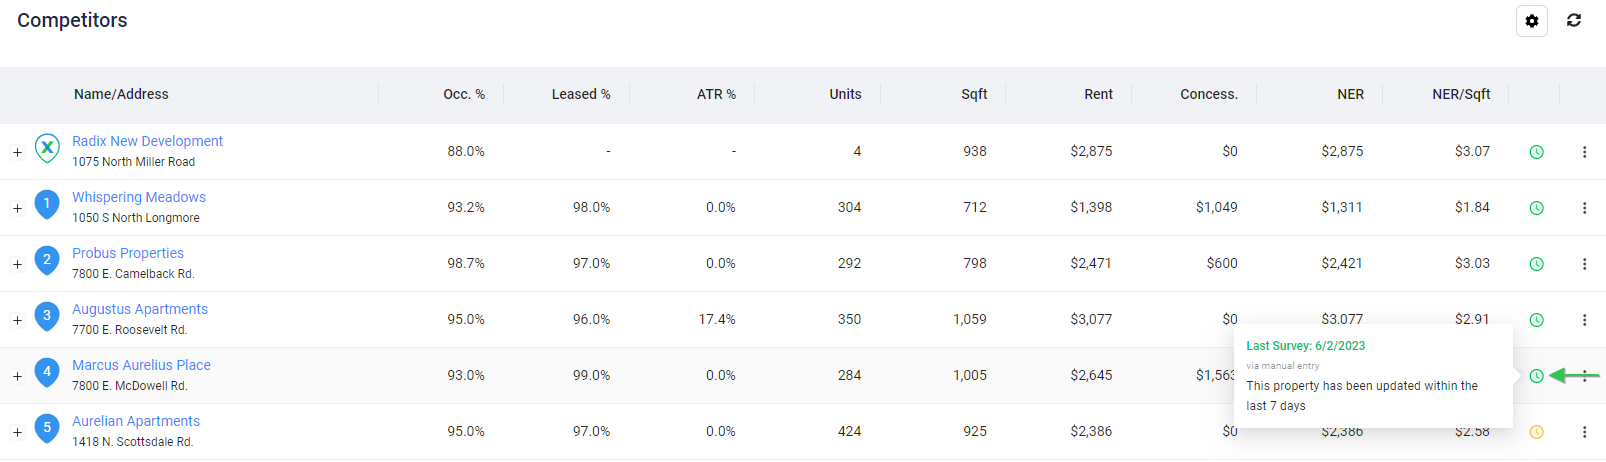 Competitors
Name/Address Occ. % Leased % ATR % Units Sqft Rent Concess. NER NER/Sqft
Radix New Development
1075 North Miller Road
88.0% - - 4 938 $2,875 $0 $2,875 $3.07
1 Whispering Meadows
1050 S North Longmore
93.2% 98.0% 0.0% 304 712 $1,398 $1,049 $1,311 $1.84
2 Probus Properties
7800 E. Camelback Rd.
98.7% 97.0% 0.0% 292 798 $2,471 $600 $2,421 $3.03
3 Augustus Apartments
7700 E. Roosevelt Rd.
95.0% 96.0% 17.4% 350 1,059 $3,077 $0 $3,077 $2.91
4 Marcus Aurelius Place
7800 E. McDowell Rd.
93.0% 99.0% 0.0% 284 1,005 $2,645 $1,563
Last Survey: 6/2/2023
via manual entry
This property has been updated within the
last 7 days
5 Aurelian Apartments
1418 N. Scottsdale Rd.
95.0% 97.0% 0.0% 424 925 $2,386 $0 $2,386 $2.58